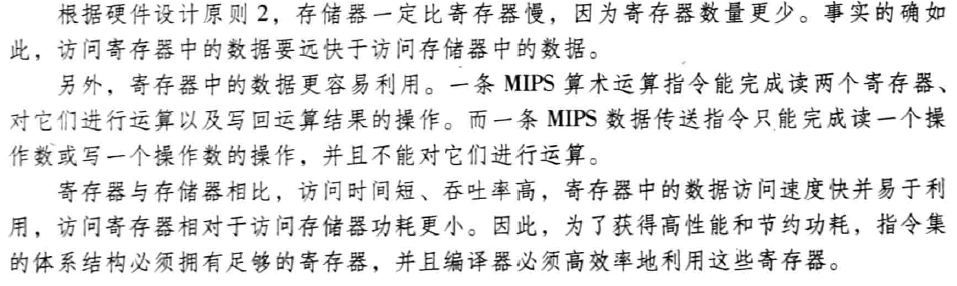 根据硬件设计原则 2，存储器一定比寄存器慢，因为寄存器数量更少。事实的确如
此，访问寄存器中的数据要远快于访问存储器中的数据。
另外，寄存器中的数据更容易利用。一条 MIPS 算术运算指令能完成读两个寄存器、
对它们进行运算以及写回运算结果的操作。而一条 MIPS 数据传送指令只能完成读一个操
作数或写一个操作数的操作，并且不能对它们进行运算。
寄存器与存储器相比，访问时间短、吞吐率高，寄存器中的数据访问速度快并易于利
用，访问寄存器相对于访问存储器功耗更小。因此，为了获得高性能和节约功耗，指令集
的体系结构必须拥有足够的寄存器，并且编译器必须高效率地利用这些寄存器。